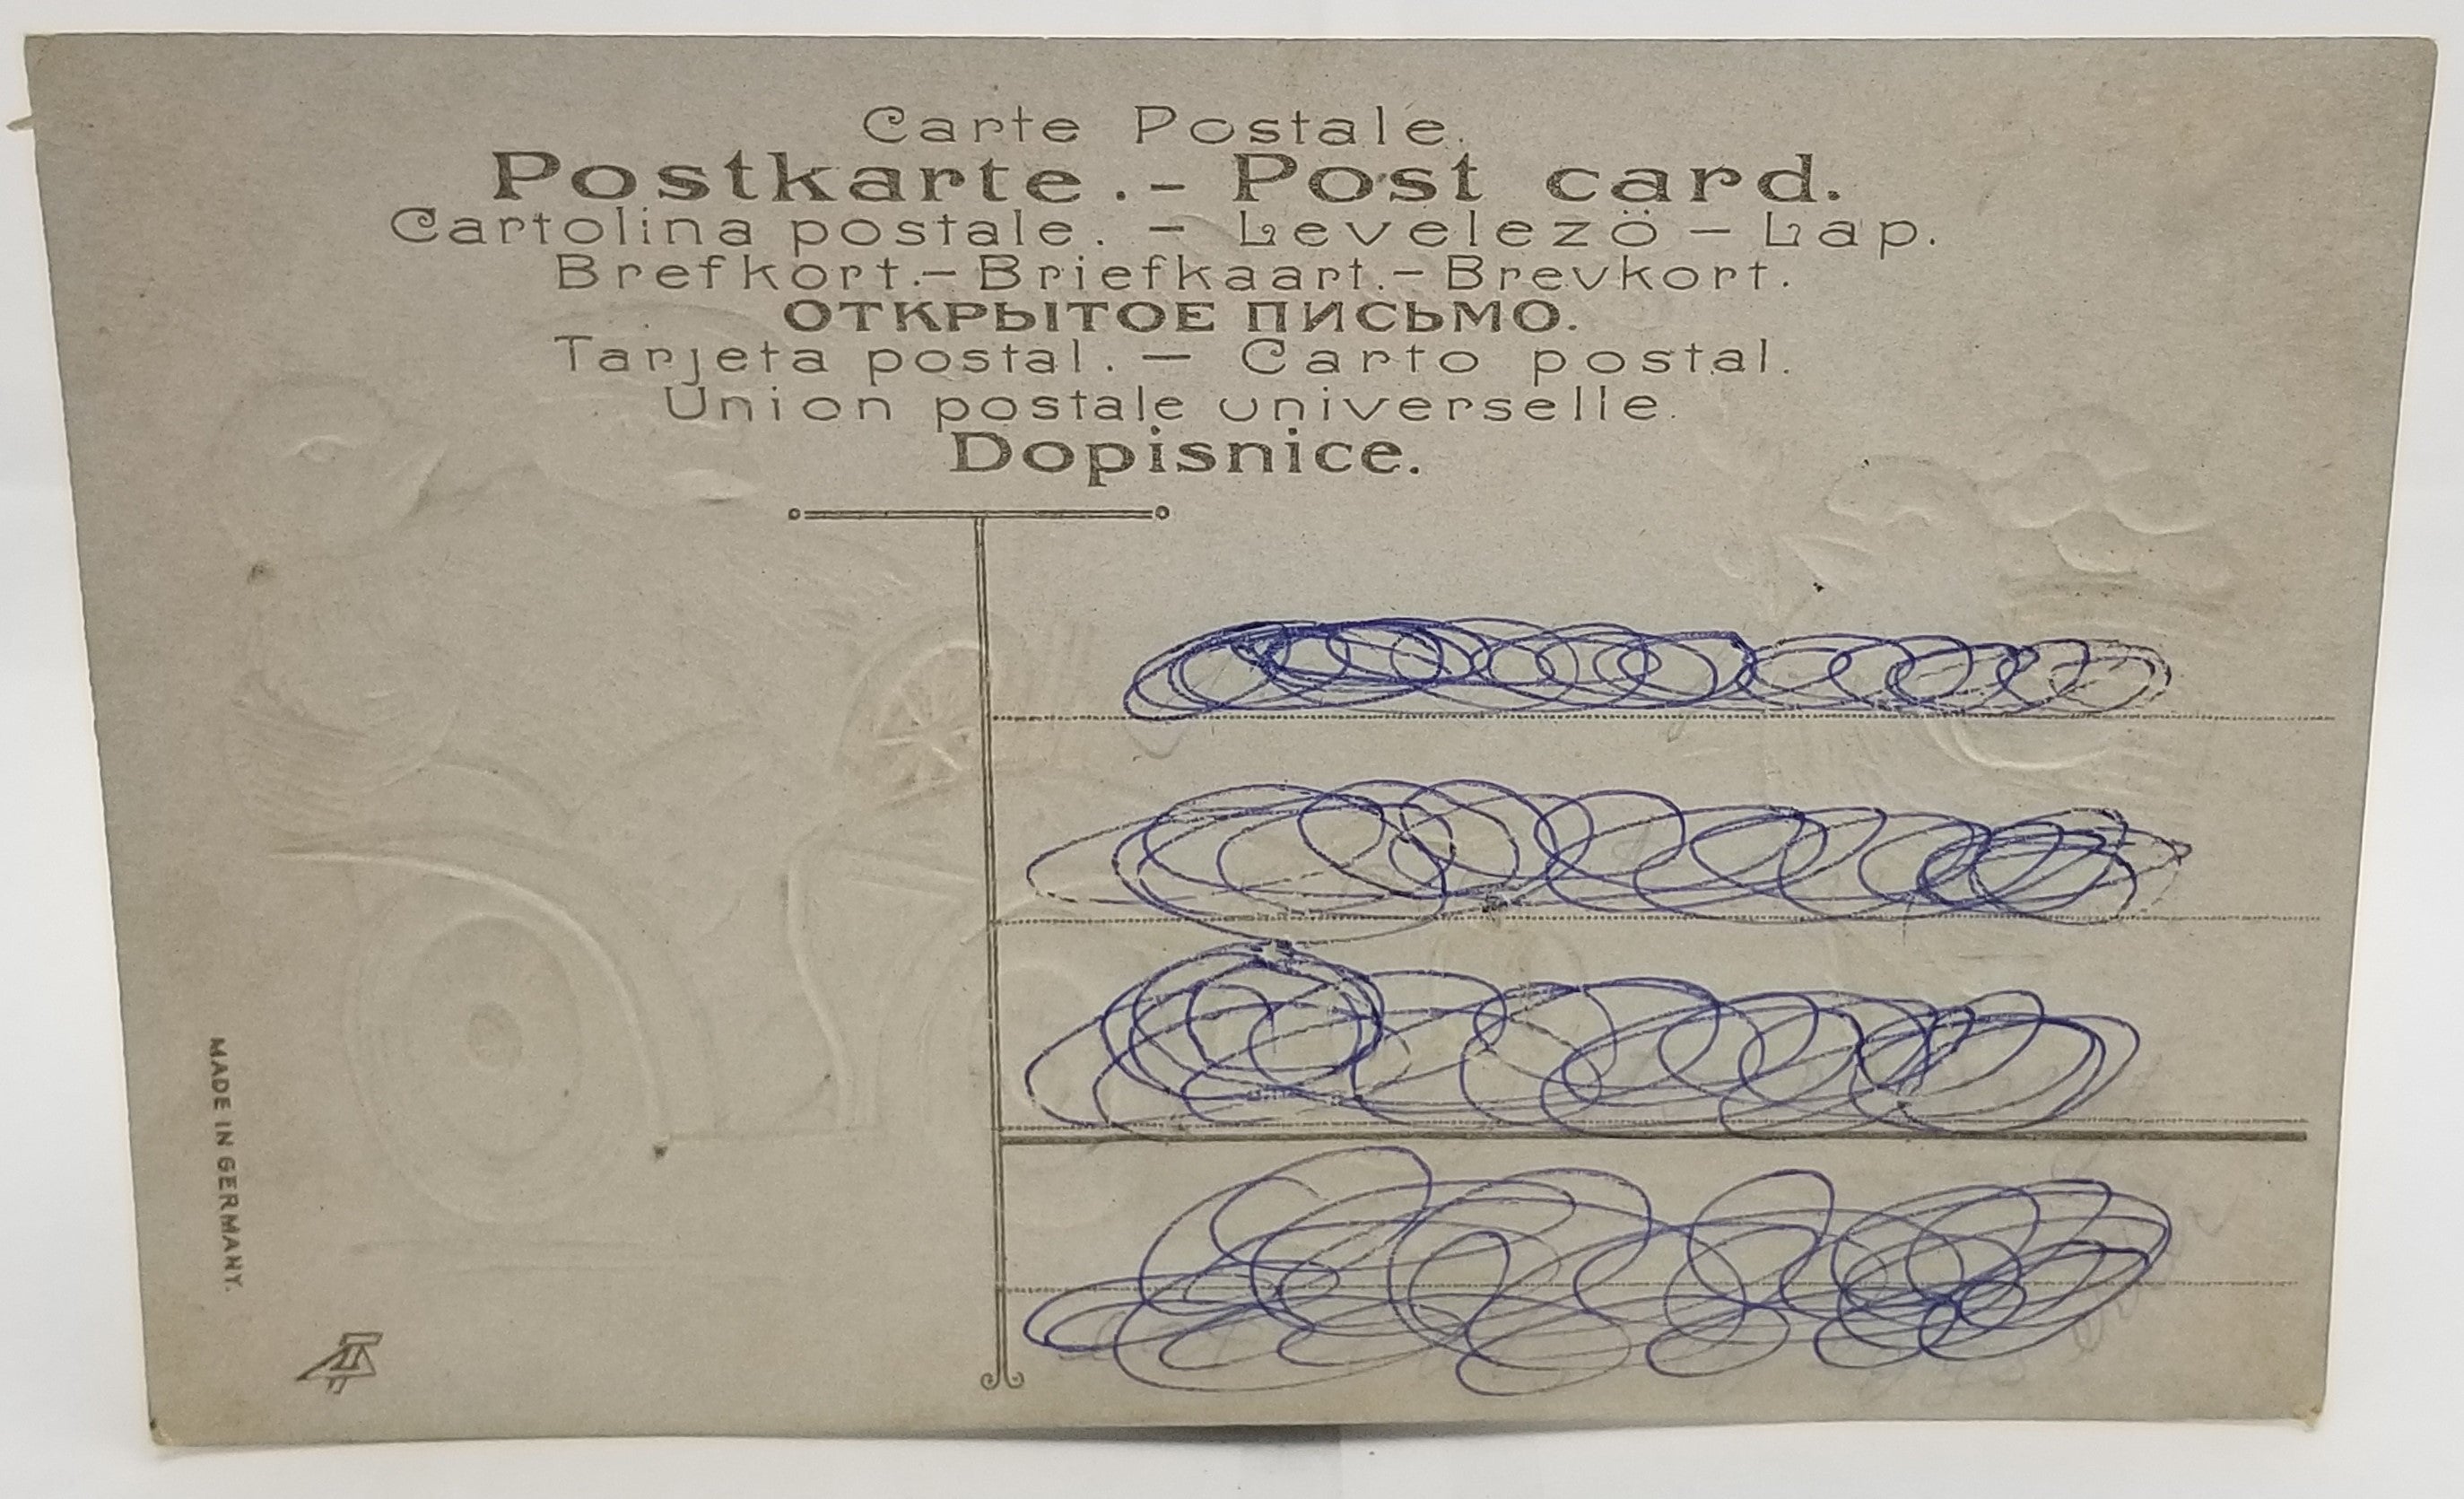 Carte Postale.
Postkarte.- Post card.
Cartolina postale. - Levelezö - Lap.
Brefkort.- Briefkaart.- Brevkort.
ОТКРЫТОЕ ПИСЬМО.
Tarjeta postal. - Carto postal.
Union postale universelle.
Dopisnice.
MADE IN GERMANY.